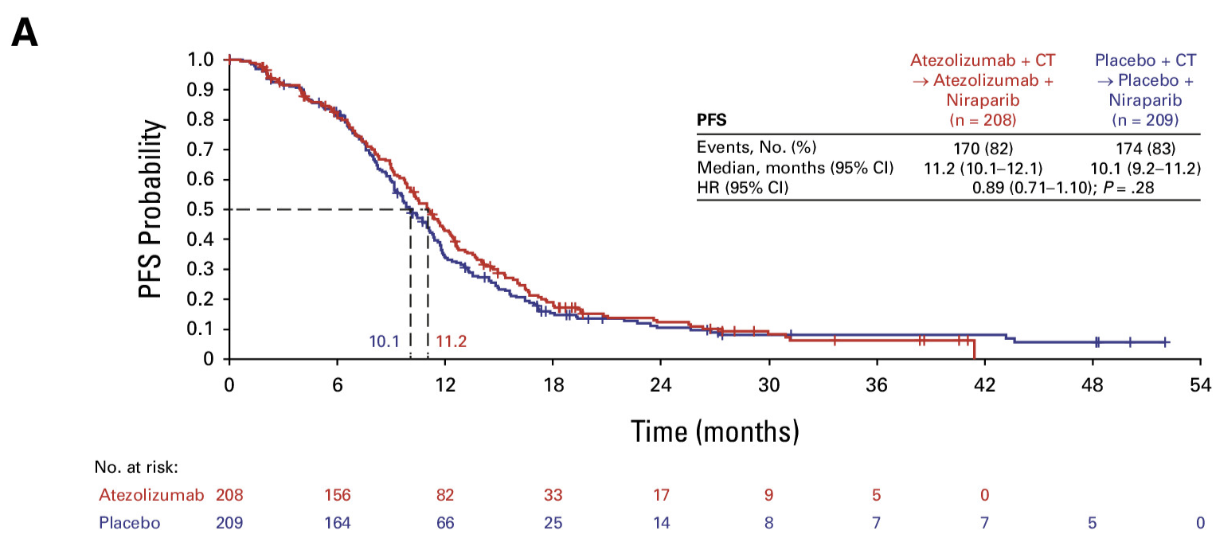 A
Atezolizumab + CT Placebo + CT
→ Atezolizumab + → Placebo +
Niraparib Niraparib
PFS (n = 208) (n = 209)
Events, No. (%) 170 (82) 174 (83)
Median, months (95% CI) 11.2 (10.1–12.1) 10.1 (9.2–11.2)
HR (95% CI) 0.89 (0.71–1.10); P = .28
PFS Probability
1.0
0.9
0.8
0.7
0.6
0.5
0.4
0.3
0.2
0.1
0
10.1 11.2
0 6 12 18 24 30 36 42 48 54
Time (months)
No. at risk:
Atezolizumab 208 156 82 33 17 9 5 0
Placebo 209 164 66 25 14 8 7 7 5 0